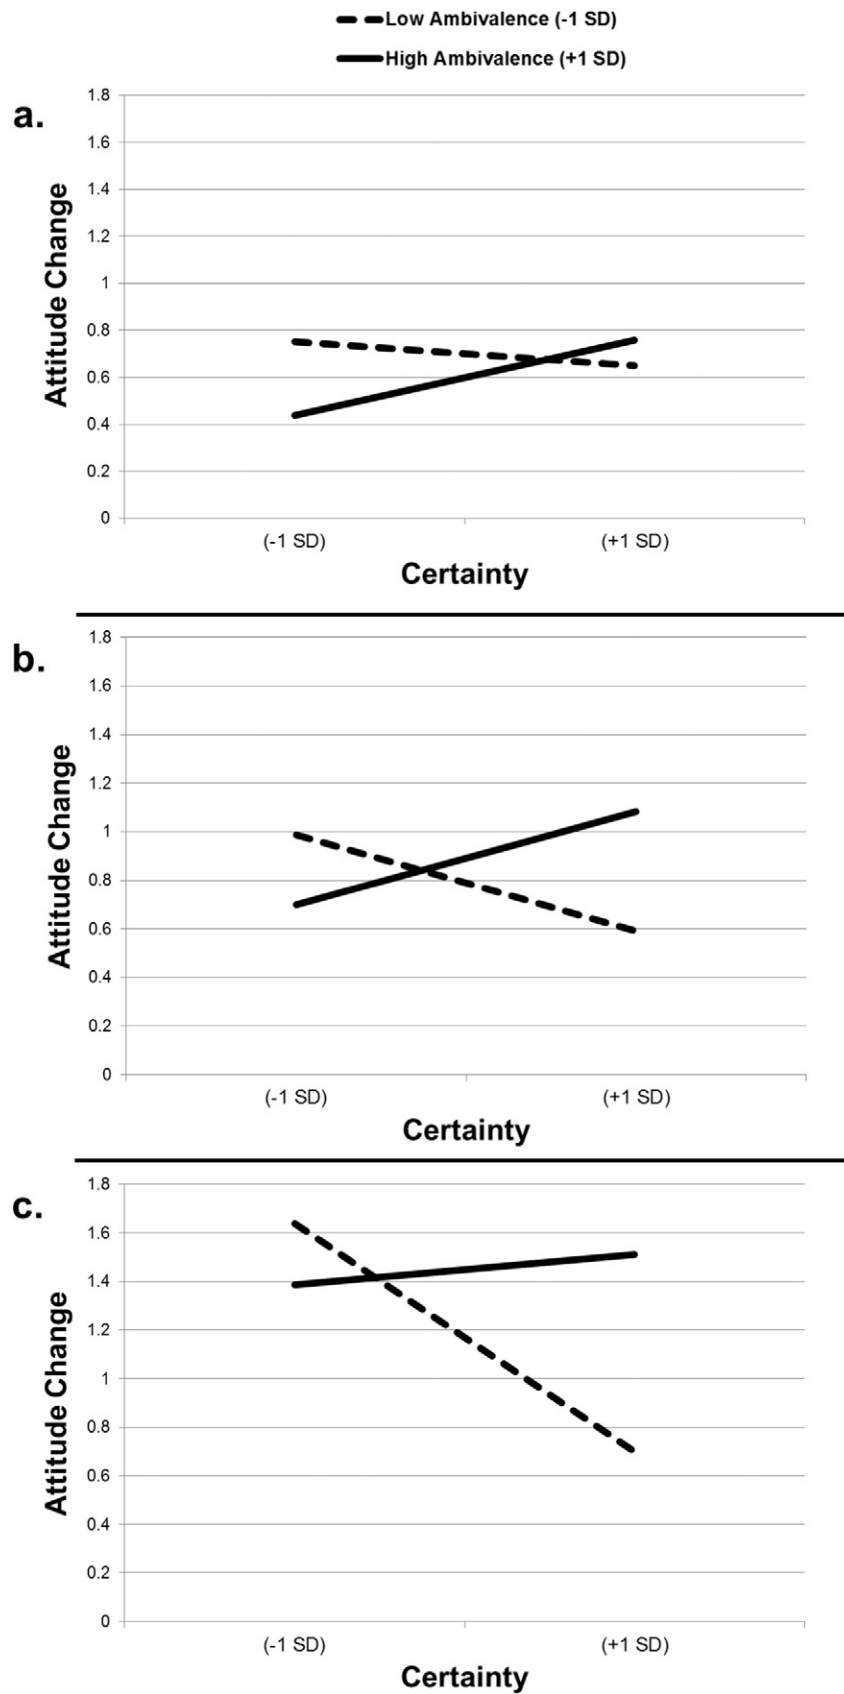 Low Ambivalence (-1 SD)
High Ambivalence (+1 SD)
a.
Attitude Change
1.8
1.6
1.4
1.2
1
0.8
0.6
0.4
0.2
0
(-1 SD) (+1 SD)
Certainty
b.
Attitude Change
1.8
1.6
1.4
1.2
1
0.8
0.6
0.4
0.2
0
(-1 SD) (+1 SD)
Certainty
c.
Attitude Change
1.8
1.6
1.4
1.2
1
0.8
0.6
0.4
0.2
0
(-1 SD) (+1 SD)
Certainty